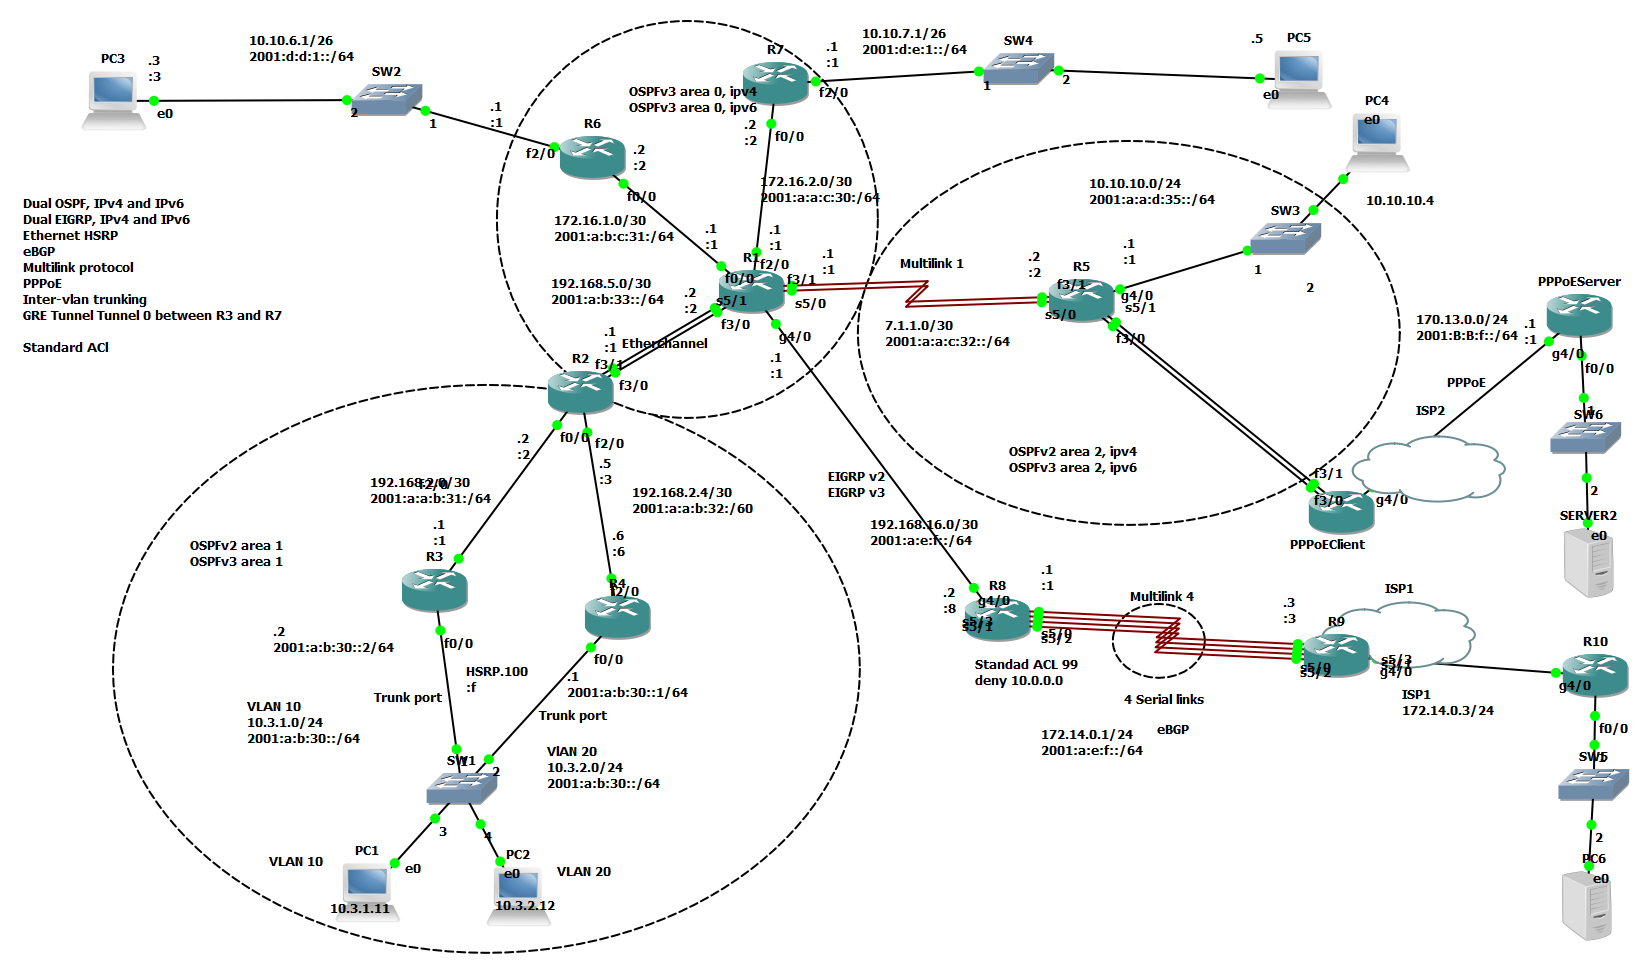 PC3
.3
:3
e0
10.10.6.1/26
2001:d:d:1::/64
SW2
2
1
.1
:1
f2/0
R6
.2
:2
f0/0
OSPFv3 area 0, ipv4
OSPFv3 area 0, ipv6
R7
.1
:1
f2/0
.2
:2
f0/0
10.10.7.1/26
2001:d:e:1::/64
SW4
1
2
.5
PC5
e0
PC4
e0
10.10.10.4
Dual OSPF, IPv4 and IPv6
Dual EIGRP, IPv4 and IPv6
Ethernet HSRP
eBGP
Multilink protocol
PPPoE
Inter-vlan trunking
GRE Tunnel Tunnel 0 between R3 and R7
Standard ACl
172.16.2.0/30
2001:a:a:c:30:/64
172.16.1.0/30
2001:a:b:c:31:/64
.1
:1
.1
:1
R1
f0/0
f2/0
f3/1
.1
:1
s5/0
s5/1
f3/0
g4/0
.1
:1
192.168.5.0/30
2001:a:b:33::/64
.2
:2
.1
:1
Etherchannel
R2
f3/1
f3/0
f0/0
f2/0
Multilink 1
7.1.1.0/30
2001:a:a:c:32::/64
.2
:2
R5
f3/1
s5/0
g4/0
s5/1
f3/0
.1
:1
10.10.10.0/24
2001:a:a:d:35::/64
SW3
1
2
OSPFv2 area 2, ipv4
OSPFv3 area 2, ipv6
f3/1
f3/0
g4/0
PPPoEClient
PPPoE
ISP2
170.13.0.0/24
2001:B:B:f::/64
PPPoEServer
.1
:1
g4/0
f0/0
1
SW6
2
SERVER2
e0
.2
:2
192.168.2.0/30
f2/0
2001:a:a:b:31:/64
.5
:3
192.168.2.4/30
2001:a:a:b:32:/60
.1
:1
R3
f0/0
.6
:6
R4
f2/0
f0/0
OSPFv2 area 1
OSPFv3 area 1
.2
2001:a:b:30::2/64
HSRP.100
:f
.1
2001:a:b:30::1/64
Trunk port
Trunk port
VLAN 10
10.3.1.0/24
2001:a:b:30::/64
VlAN 20
10.3.2.0/24
2001:a:b:30::/64
SW1
1
2
3
4
VLAN 10
PC1
e0
10.3.1.11
PC2
e0
10.3.2.12
VLAN 20
EIGRP v2
EIGRP v3
192.168.16.0/30
2001:a:e:f::/64
.2
:8
R8
g4/0
s5/3
s5/1
s5/0
s5/2
.1
:1
Standad ACL 99
deny 10.0.0.0
Multilink 4
4 Serial links
eBGP
172.14.0.1/24
2001:a:e:f::/64
.3
:3
R9
s5/0
s5/2
s5/3
s5/1
g4/0
ISP1
ISP1
172.14.0.3/24
R10
g4/0
f0/0
1
SW5
2
PC6
e0